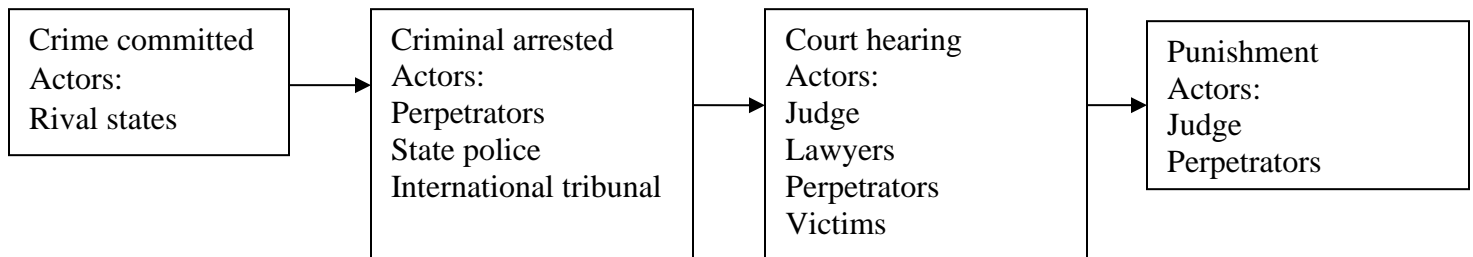 Crime committed
Actors:
Rival states
Criminal arrested
Actors:
Perpetrators
State police
International tribunal
Court hearing
Actors:
Judge
Lawyers
Perpetrators
Victims
Punishment
Actors:
Judge
Perpetrators